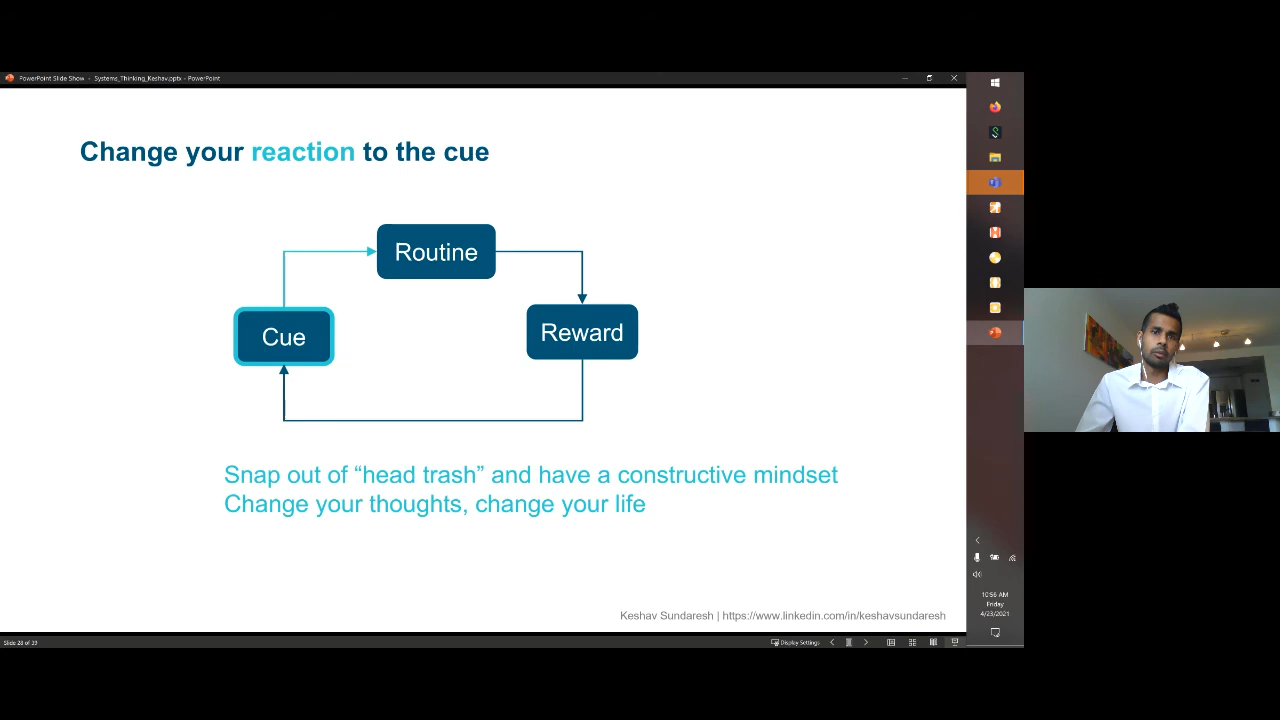 PowerPoint Slide Show - Systems_Thinking_Keshav.pptx - PowerPoint
Change your reaction to the cue
Routine
Cue
Reward
Snap out of “head trash” and have a constructive mindset
Change your thoughts, change your life
Keshav Sundaresh | https://www.linkedin.com/in/keshavsundaresh
10:56 AM
Friday
4/23/2021
Slide 28 of 39
Display Settings